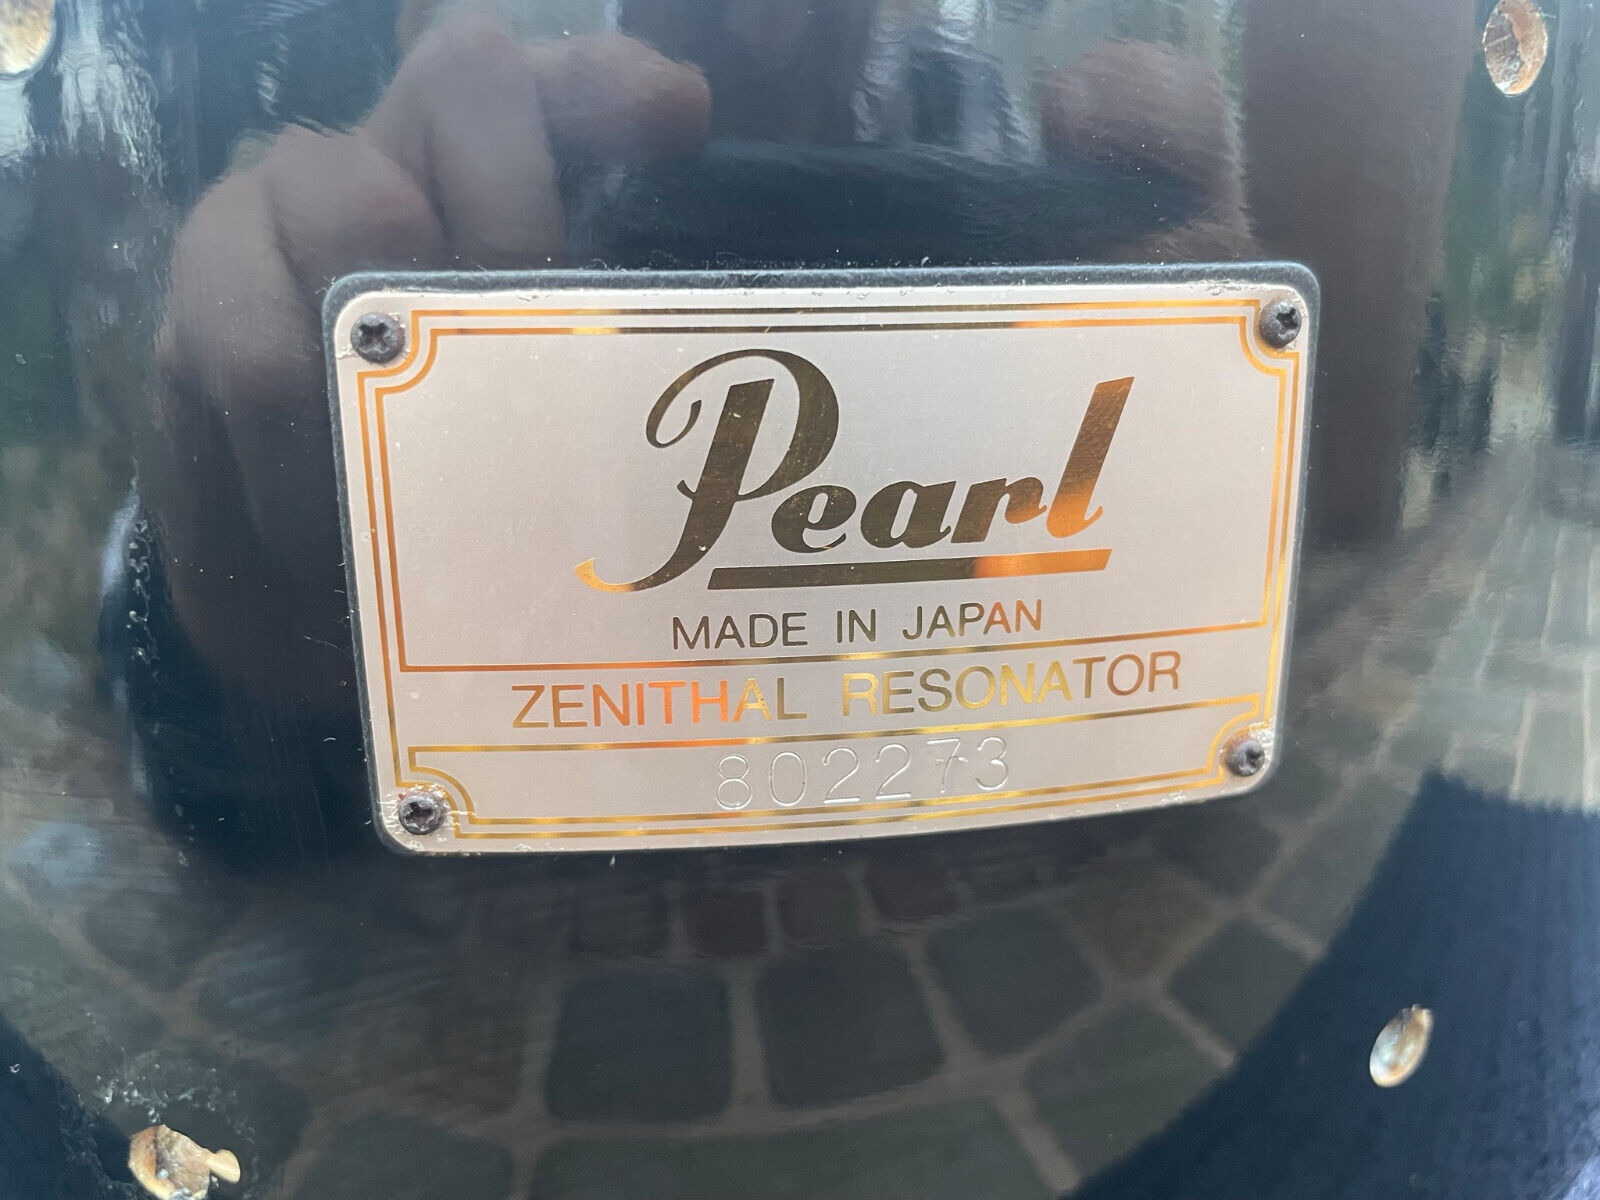 Pearl
MADE IN JAPAN
ZENITHAL RESONATOR
802273